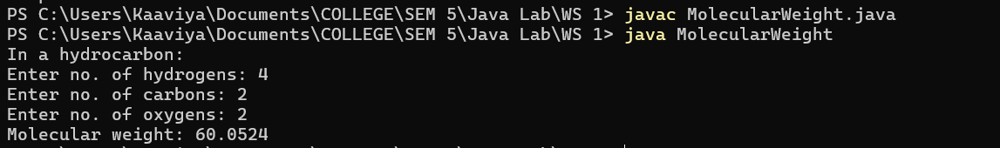 PS C:\Users\Kaaviya\Documents\COLLEGE\SEM 5\Java Lab\WS 1> javac MolecularWeight.java
PS C:\Users\Kaaviya\Documents\COLLEGE\SEM 5\Java Lab\WS 1> java MolecularWeight
In a hydrocarbon:
Enter no. of hydrogens: 4
Enter no. of carbons: 2
Enter no. of oxygens: 2
Molecular weight: 60.0524